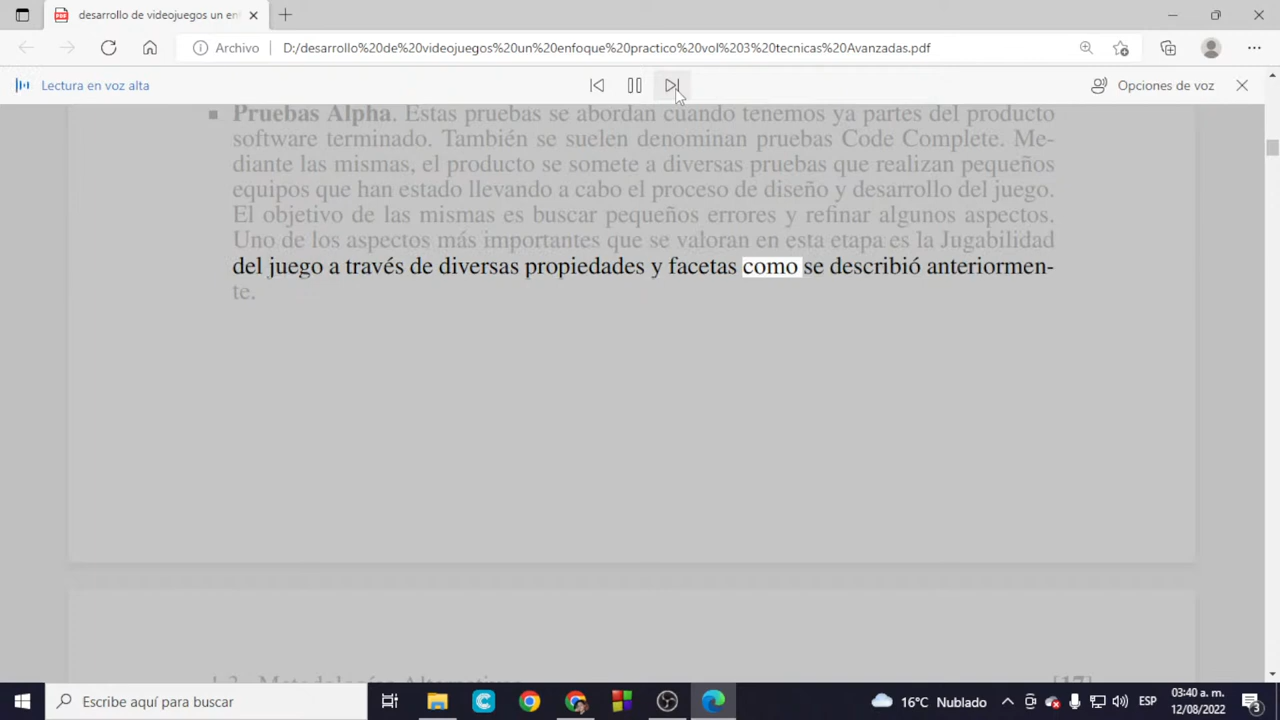 desarrollo de videojuegos un en
Archivo
D:/desarrollo%20de%20videojuegos%20un%20enfoque%20practico%20vol%203%20tecnicas%20Avanzadas.pdf
Lectura en voz alta
Opciones de voz
Pruebas Alpha. Estas pruebas se abordan cuando tenemos ya partes del producto
software terminado. También se suelen denominan pruebas Code Complete. Me-
diante las mismas, el producto se somete a diversas pruebas que realizan pequeños
equipos que han estado llevando a cabo el proceso de diseño y desarrollo del juego.
El objetivo de las mismas es buscar pequeños errores y refinar algunos aspectos.
Uno de los aspectos más importantes que se valoran en esta etapa es la Jugabilidad
del juego a través de diversas propiedades y facetas como se describió anteriormen-
te.
1.3. Metodologías Alternativas [17]
Escribe aquí para buscar
16°C Nublado
ESP
03:40 a. m.
12/08/2022
3